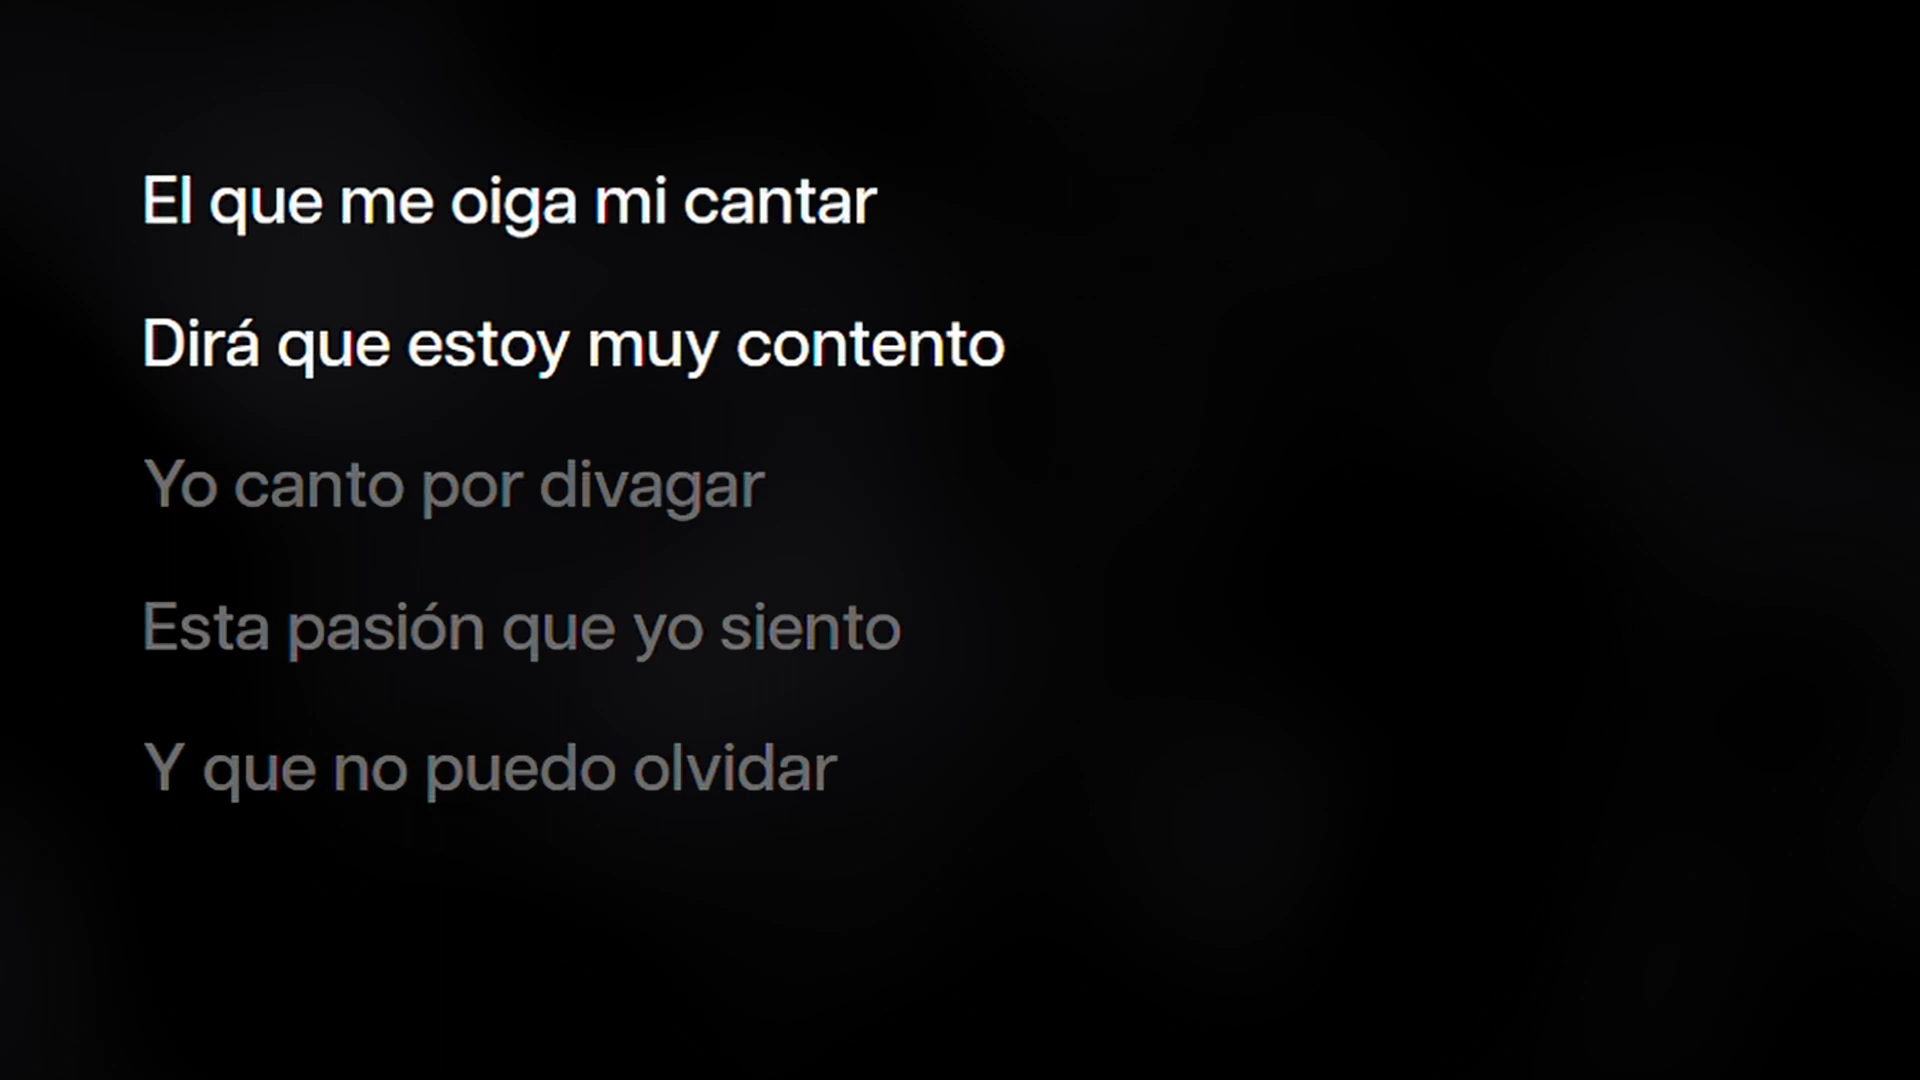 El que me oiga mi cantar
Dirá que estoy muy contento
Yo canto por divagar
Esta pasión que yo siento
Y que no puedo olvidar